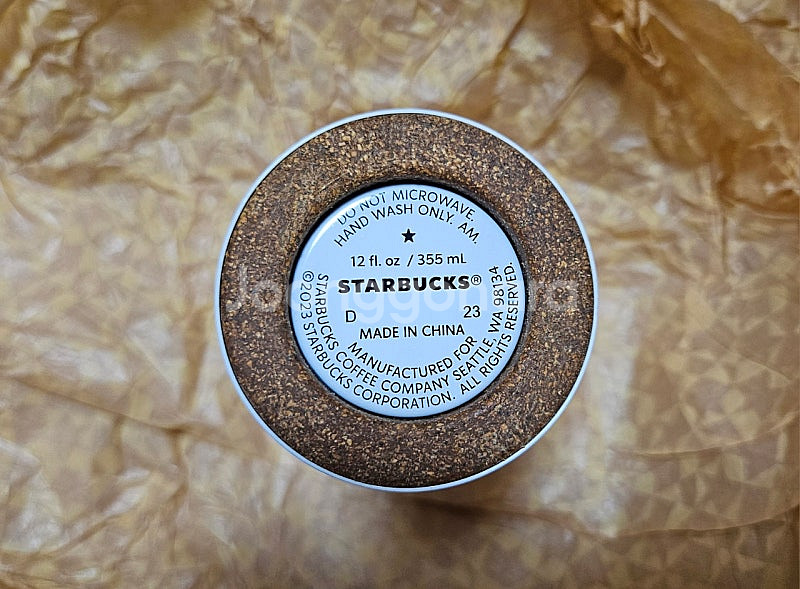 DO NOT MICROWAVE.
HAND WASH ONLY. AM.
★
12 fl. oz / 355 mL
STARBUCKS®
D 23
MADE IN CHINA
MANUFACTURED FOR
STARBUCKS COFFEE COMPANY SEATTLE, WA 98134
©2023 STARBUCKS CORPORATION. ALL RIGHTS RESERVED.
Joonggonara